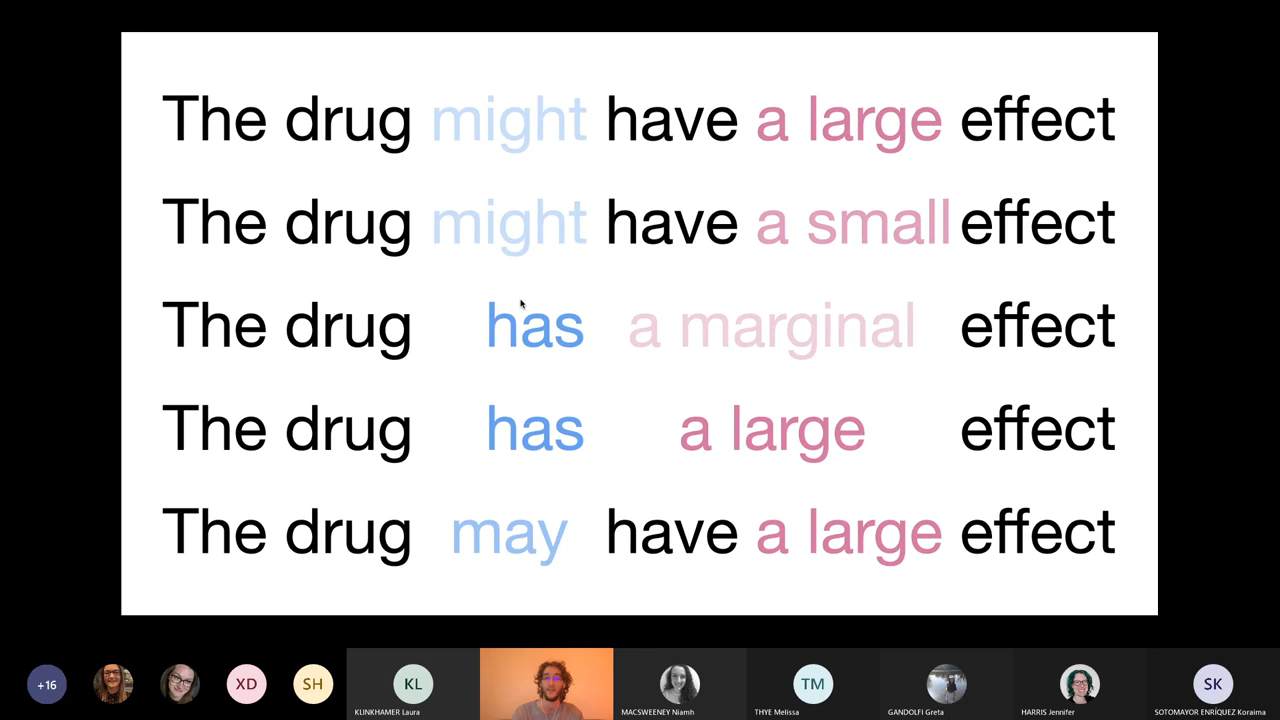 The drug might have a large effect
The drug might have a small effect
The drug has a marginal effect
The drug has a large effect
The drug may have a large effect
+16
XD
SH
KL
KLINKHAMER Laura
MACSWEENEY Niamh
TM
THYE Melissa
GANDOLFI Greta
HARRIS Jennifer
SK
SOTOMAYOR ENRÍQUEZ Koraima